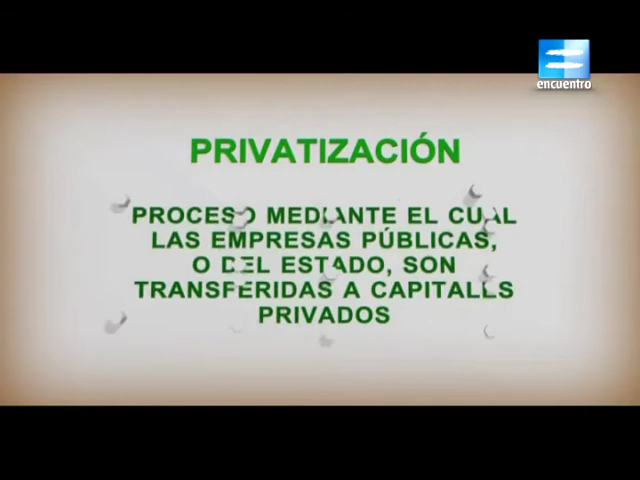 encuentro
PRIVATIZACIÓN
PROCESO MEDIANTE EL CUAL
LAS EMPRESAS PÚBLICAS,
O DEL ESTADO, SON
TRANSFERIDAS A CAPITALES
PRIVADOS